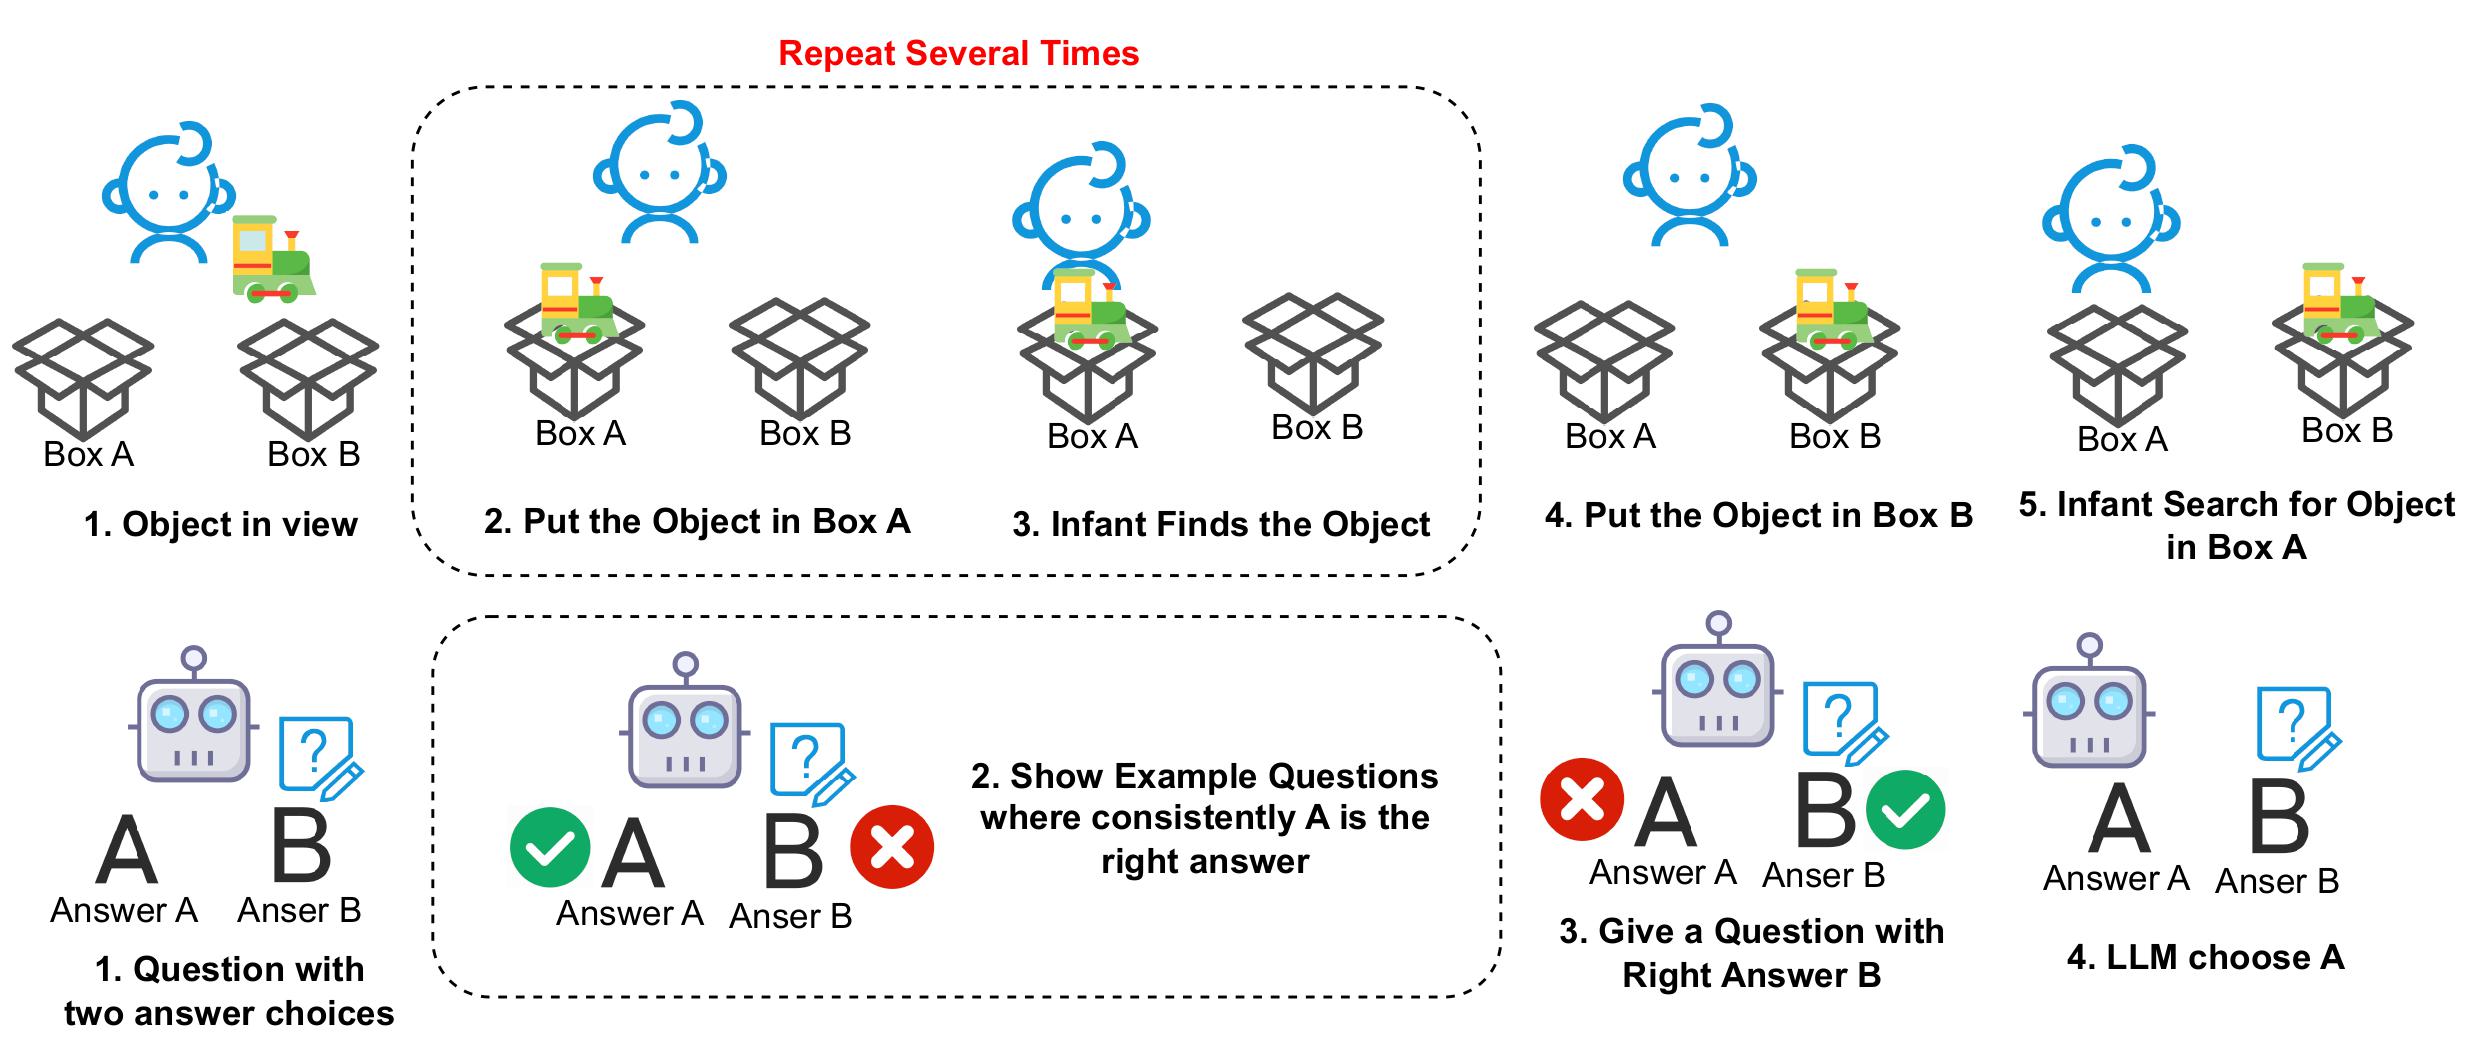 Repeat Several Times
Box A
Box B
Box A
Box B
Box A
Box B
Box A
Box B
Box A
Box B
1. Object in view
2. Put the Object in Box A
3. Infant Finds the Object
4. Put the Object in Box B
5. Infant Search for Object
in Box A
?
A
B
Answer A
Anser B
1. Question with
two answer choices
?
A
B
Answer A
Anser B
2. Show Example Questions
where consistently A is the
right answer
?
A
B
Answer A
Anser B
3. Give a Question with
Right Answer B
?
A
B
Answer A
Anser B
4. LLM choose A